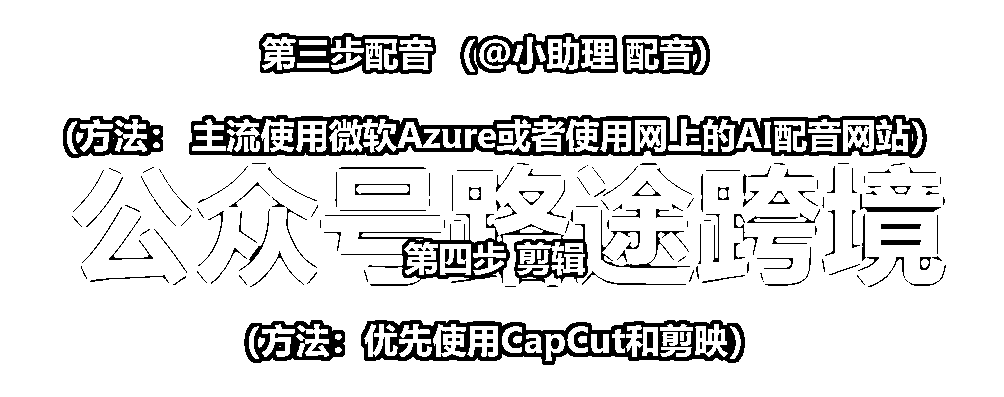 第三步配音 （@小助理 配音）
（方法： 主流使用微软Azure或者使用网上的AI配音网站）
公众号路途跨境
第四步 剪辑
（方法：优先使用CapCut和剪映）